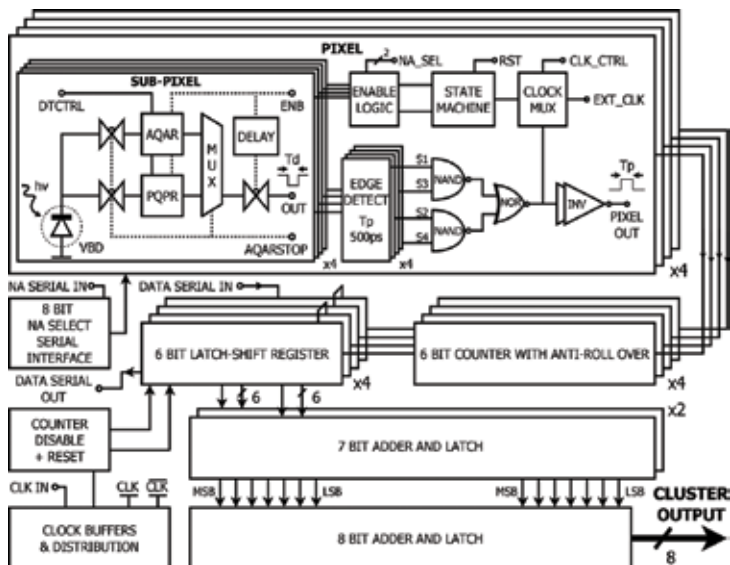 PIXEL
2
NA_SEL
RST
CLK_CTRL
SUB-PIXEL
DTCTRL
ENB
ENABLE
LOGIC
STATE
MACHINE
CLOCK
MUX
EXT_CLK
AQAR
MUX
DELAY
Td
hv
PQPR
OUT
VBD
AQARSTOP
x4
EDGE
DETECT
Tp
500ps
x4
S1
S3
S2
S4
NAND
NAND
NOR
INV
Tp
PIXEL
OUT
x4
NA SERIAL IN
DATA SERIAL IN
8 BIT
NA SELECT
SERIAL
INTERFACE
6 BIT LATCH-SHIFT REGISTER
x4
6 BIT COUNTER WITH ANTI-ROLL OVER
x4
DATA SERIAL
OUT
6
6
x2
COUNTER
DISABLE
+ RESET
7 BIT ADDER AND LATCH
CLK IN
CLK
CLK
MSB
LSB
MSB
LSB
CLUSTER
OUTPUT
CLOCK BUFFERS
& DISTRIBUTION
8 BIT ADDER AND LATCH
8